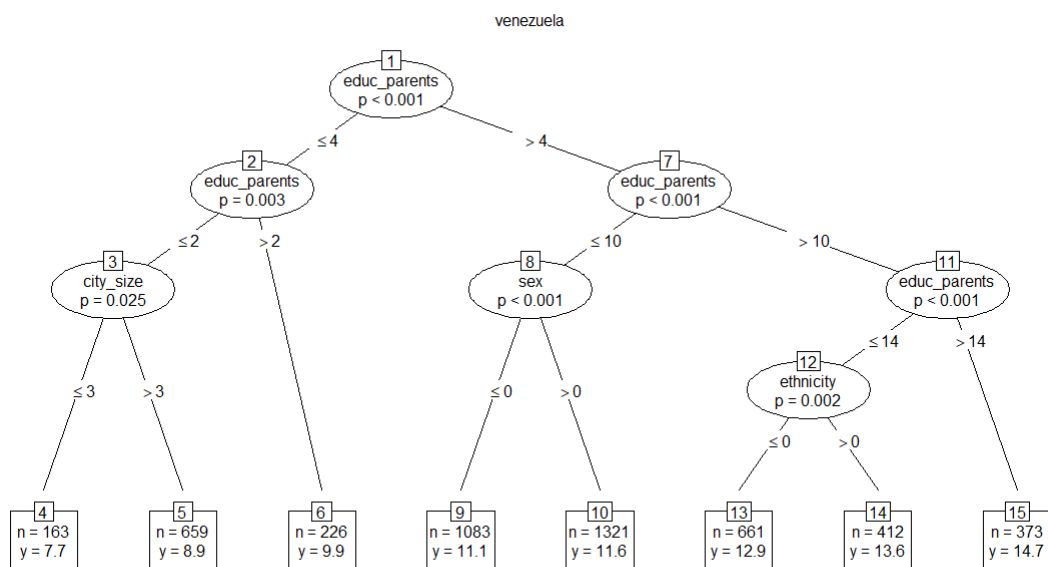 venezuela
1
educ_parents
p < 0.001
≤ 4
> 4
2
educ_parents
p = 0.003
7
educ_parents
p < 0.001
≤ 2
> 2
≤ 10
> 10
3
city_size
p = 0.025
8
sex
p < 0.001
11
educ_parents
p < 0.001
≤ 14
> 14
12
ethnicity
p = 0.002
≤ 3
> 3
≤ 0
> 0
≤ 0
> 0
4
n = 163
y = 7.7
5
n = 659
y = 8.9
6
n = 226
y = 9.9
9
n = 1083
y = 11.1
10
n = 1321
y = 11.6
13
n = 661
y = 12.9
14
n = 412
y = 13.6
15
n = 373
y = 14.7